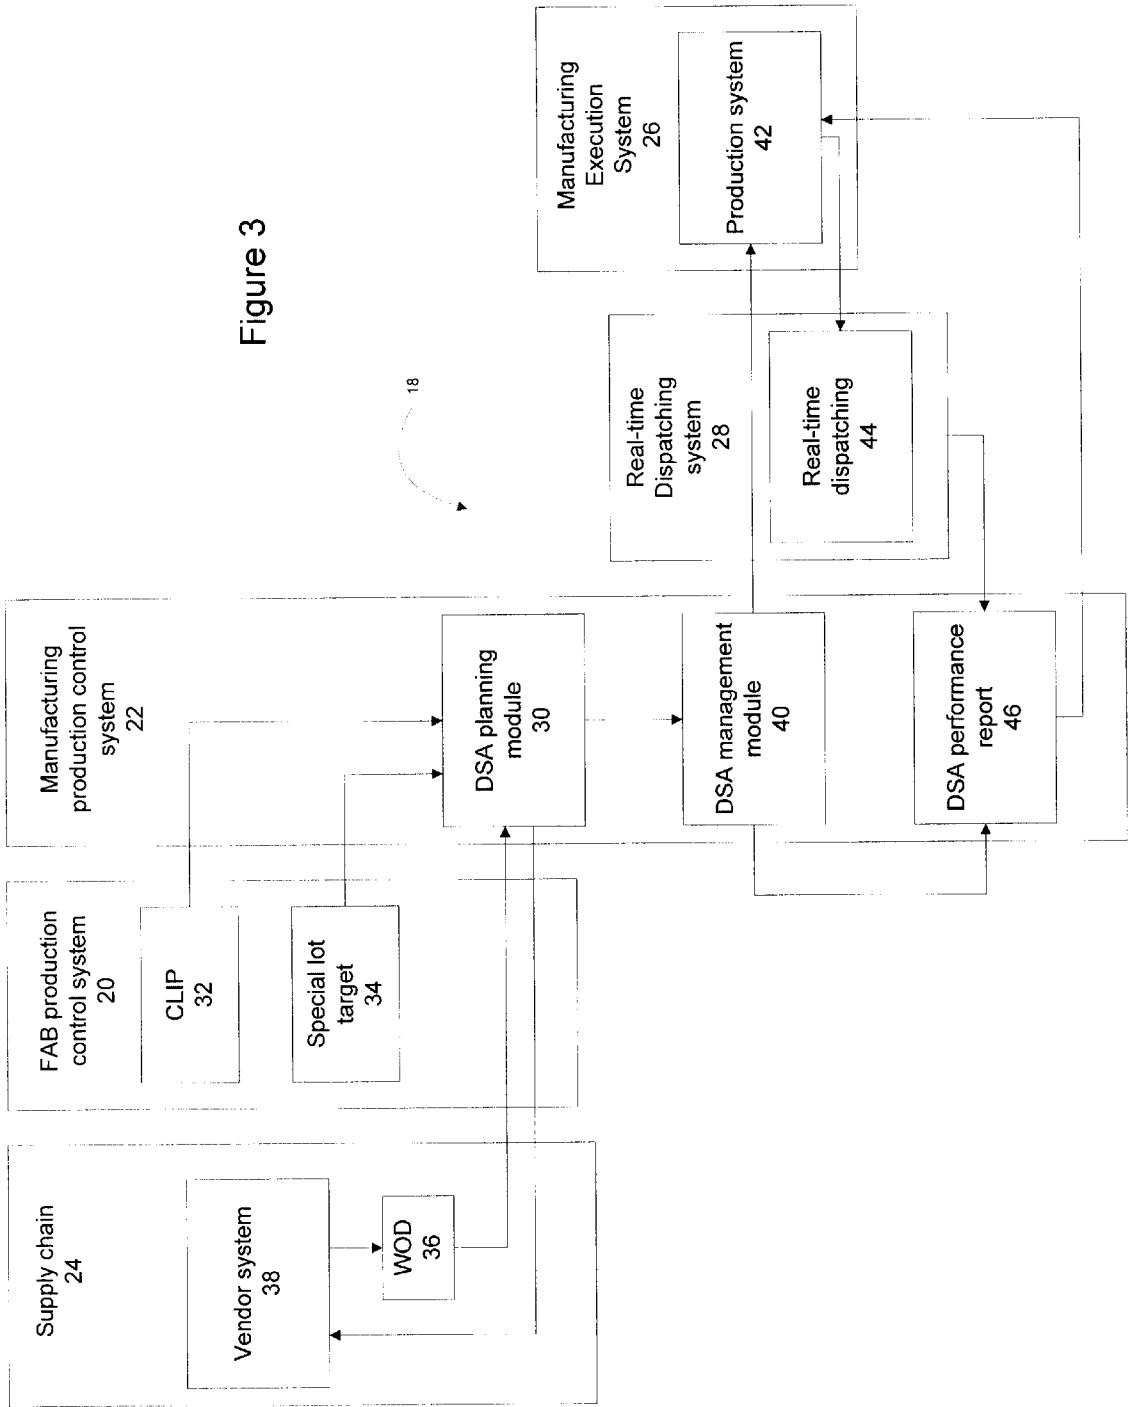 Figure 3
18
Supply chain
24
Vendor system
38
WOD
36
FAB production
control system
20
CLIP
32
Special lot
target
34
Manufacturing
production control
system
22
DSA planning
module
30
DSA management
module
40
DSA performance
report
46
Real-time
Dispatching
system
28
Real-time
dispatching
44
Manufacturing
Execution
System
26
Production system
42